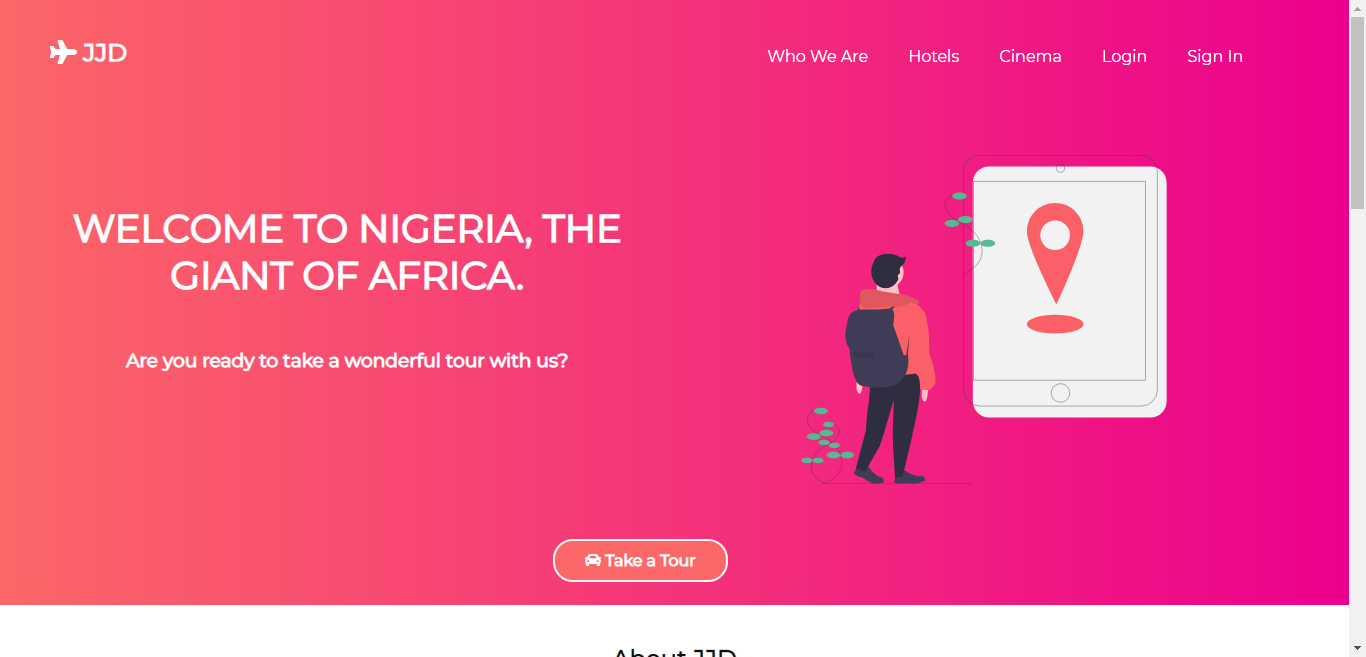 JJD
Who We Are
Hotels
Cinema
Login
Sign In
WELCOME TO NIGERIA, THE
GIANT OF AFRICA.
Are you ready to take a wonderful tour with us?
Take a Tour
About JJD